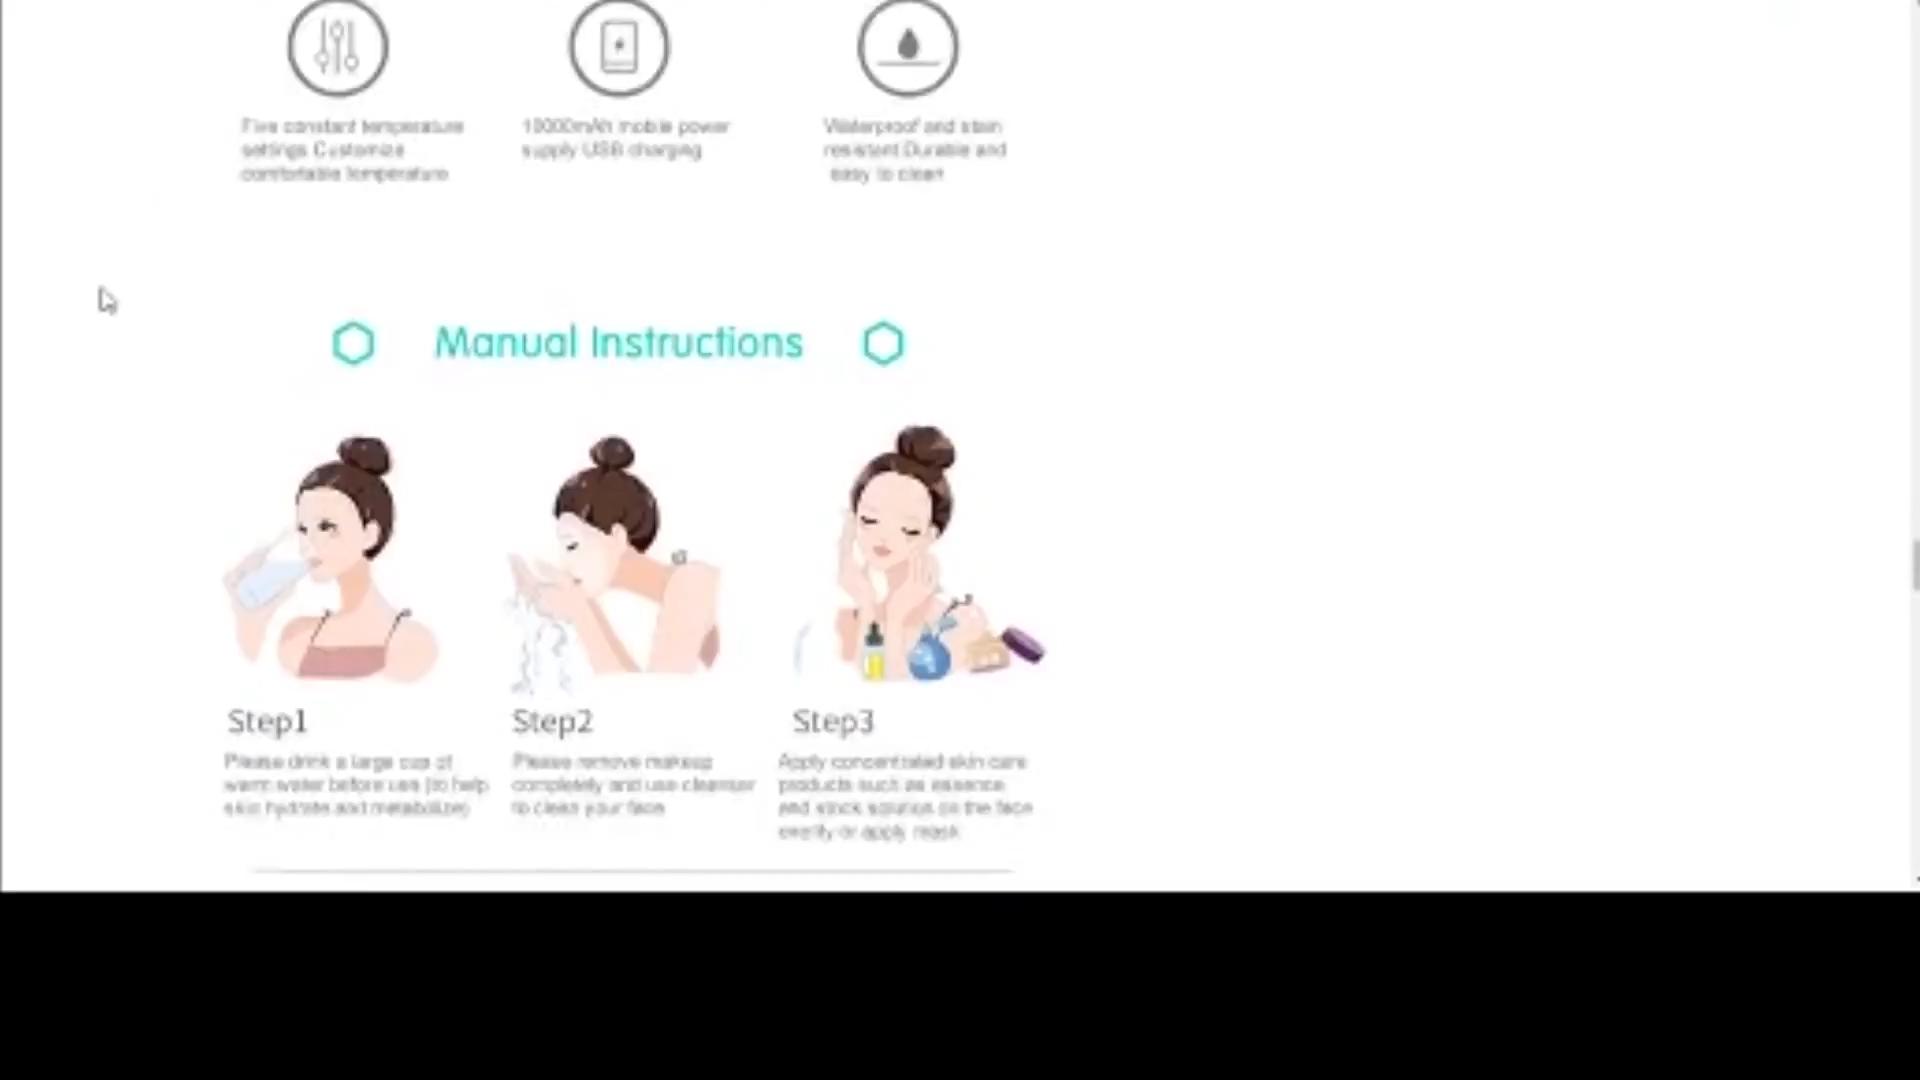 Five constant temperature
settings Customize
comfortable temperature
10000mAh mobile power
supply USB charging
Waterproof and stain
resistant Durable and
easy to clean
Manual Instructions
Step1
Please drink a large cup of
warm water before use (to help
skin hydrate and metabolize)
Step2
Please remove makeup
completely and use cleanser
to clean your face
Step3
Apply concentrated skin care
products such as essence
and stock solution on the face
evenly or apply mask